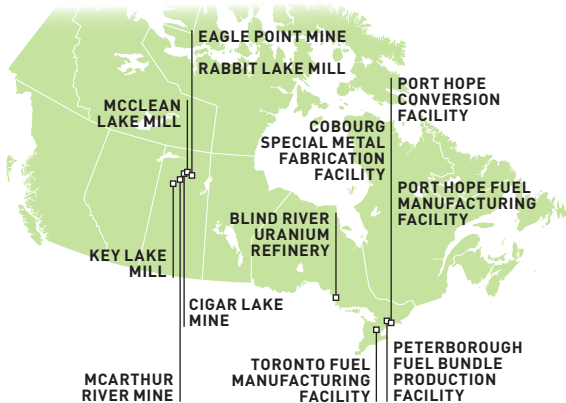 EAGLE POINT MINE
RABBIT LAKE MILL
MCCLEAN
LAKE MILL
PORT HOPE
CONVERSION
FACILITY
COBOURG
SPECIAL METAL
FABRICATION
FACILITY
PORT HOPE FUEL
MANUFACTURING
FACILITY
BLIND RIVER
URANIUM
REFINERY
KEY LAKE
MILL
CIGAR LAKE
MINE
MCARTHUR
RIVER MINE
TORONTO FUEL
MANUFACTURING
FACILITY
PETERBOROUGH
FUEL BUNDLE
PRODUCTION
FACILITY